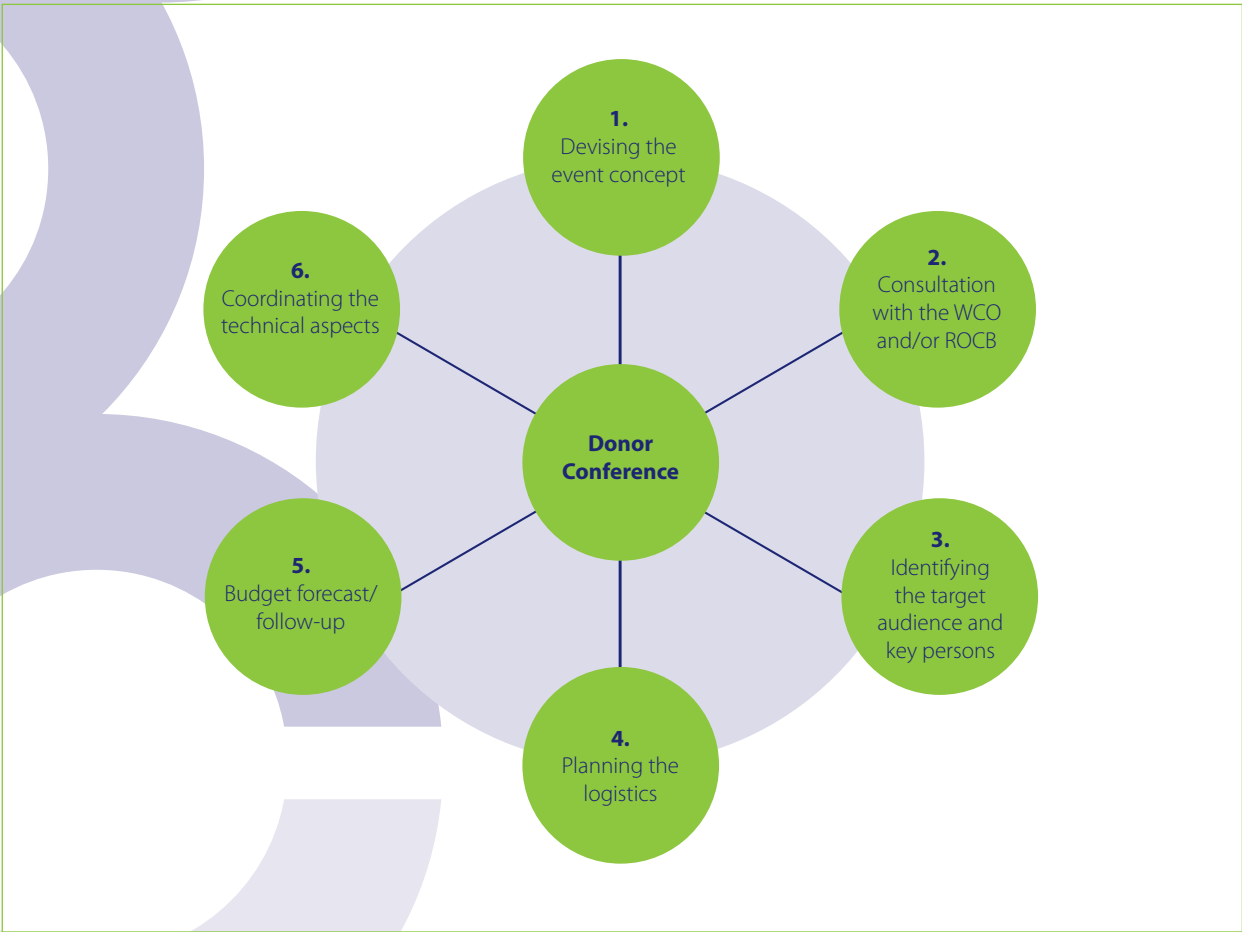 1.
Devising the
event concept
2.
Consultation
with the WCO
and/or ROCB
3.
Identifying
the target
audience and
key persons
4.
Planning the
logistics
5.
Budget forecast/
follow-up
6.
Coordinating the
technical aspects
Donor
Conference